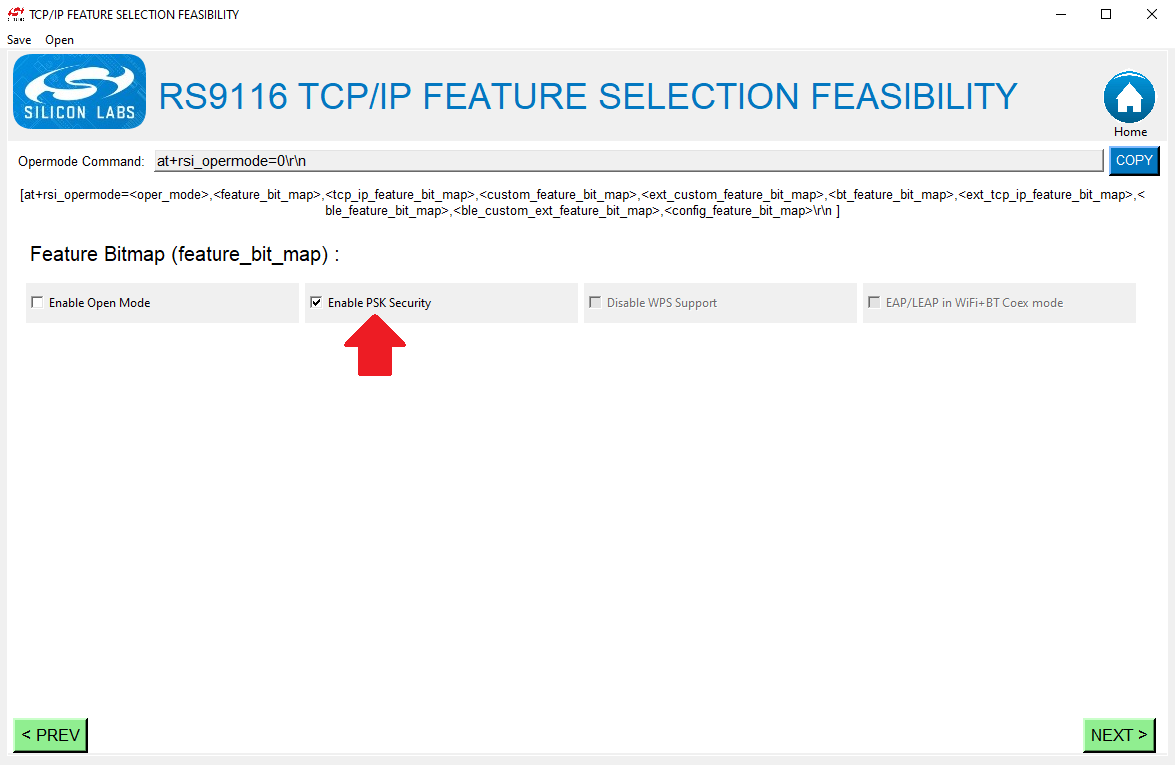 TCP/IP FEATURE SELECTION FEASIBILITY
Save Open
SILICON LABS
RS9116 TCP/IP FEATURE SELECTION FEASIBILITY
Home
Opermode Command: at+rsi_opermode=0\r\n COPY
[at+rsi_opermode=<oper_mode>,<feature_bit_map>,<tcp_ip_feature_bit_map>,<custom_feature_bit_map>,<ext_custom_feature_bit_map>,<bt_feature_bit_map>,<ext_tcp_ip_feature_bit_map>,<
ble_feature_bit_map>,<ble_custom_ext_feature_bit_map>,<config_feature_bit_map>\r\n ]
Feature Bitmap (feature_bit_map) :
Enable Open Mode Enable PSK Security Disable WPS Support EAP/LEAP in WiFi+BT Coex mode
< PREV NEXT >